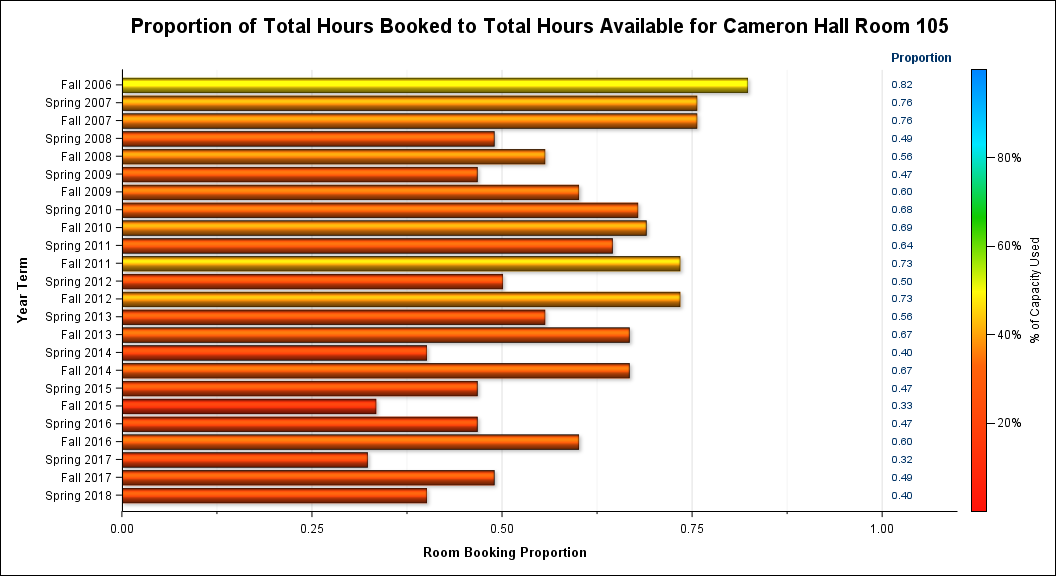 Proportion of Total Hours Booked to Total Hours Available for Cameron Hall Room 105
Proportion
Fall 2006 0.82
Spring 2007 0.76
Fall 2007 0.76
Spring 2008 0.49
Fall 2008 0.56
Spring 2009 0.47
Fall 2009 0.60
Spring 2010 0.68
Fall 2010 0.69
Spring 2011 0.64
Fall 2011 0.73
Spring 2012 0.50
Fall 2012 0.73
Spring 2013 0.56
Fall 2013 0.67
Spring 2014 0.40
Fall 2014 0.67
Spring 2015 0.47
Fall 2015 0.33
Spring 2016 0.47
Fall 2016 0.60
Spring 2017 0.32
Fall 2017 0.49
Spring 2018 0.40
Year Term
0.00 0.25 0.50 0.75 1.00
Room Booking Proportion
80%
60%
40%
20%
% of Capacity Used